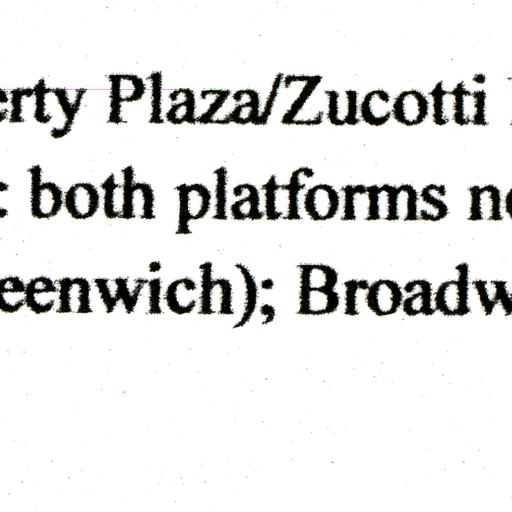 erty Plaza/Zucotti
: both platforms n
eenwich); Broadw